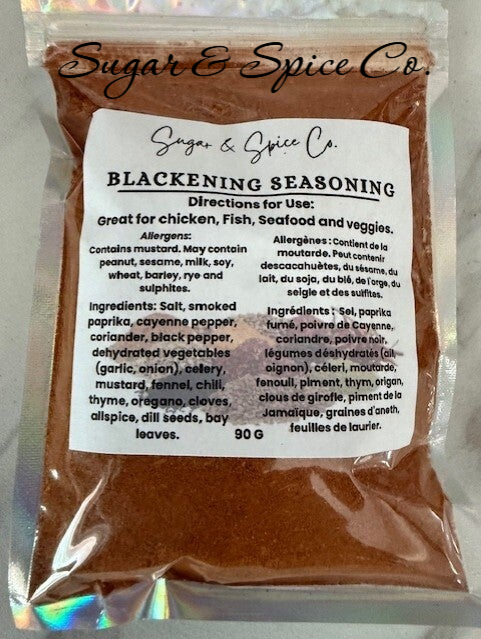 Sugar & Spice Co.
Sugar & Spice Co.
BLACKENING SEASONING
Directions for Use:
Great for chicken, Fish, Seafood and veggies.
Allergens:
Contains mustard. May contain
peanut, sesame, milk, soy,
wheat, barley, rye and
sulphites.
Ingredients: Salt, smoked
paprika, cayenne pepper,
coriander, black pepper,
dehydrated vegetables
(garlic, onion), celery,
mustard, fennel, chili,
thyme, oregano, cloves,
allspice, dill seeds, bay
leaves.
Allergènes : Contient de la
moutarde. Peut contenir
descacahuètes, du sésame, du
lait, du soja, du blé, de l'orge, du
seigle et des sulfites.
Ingrédients : Sel, paprika
fumé, poivre de Cayenne,
coriandre, poivre noir,
légumes déshydratés (ail,
oignon), céleri, moutarde,
fenouil, piment, thym, origan,
clous de girofle, piment de la
Jamaïque, graines d'aneth,
feuilles de laurier.
90 G